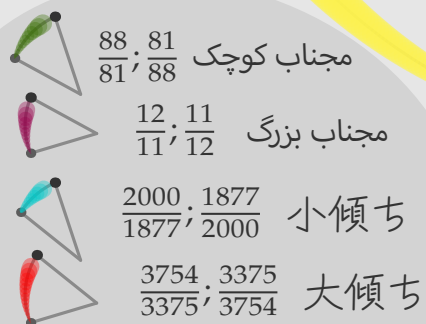 88/81 ; 81/88 مجناب کوچک
12/11 ; 11/12 مجناب بزرگ
2000/1877 ; 1877/2000 小傾ち
3754/3375 ; 3375/3754 大傾ち